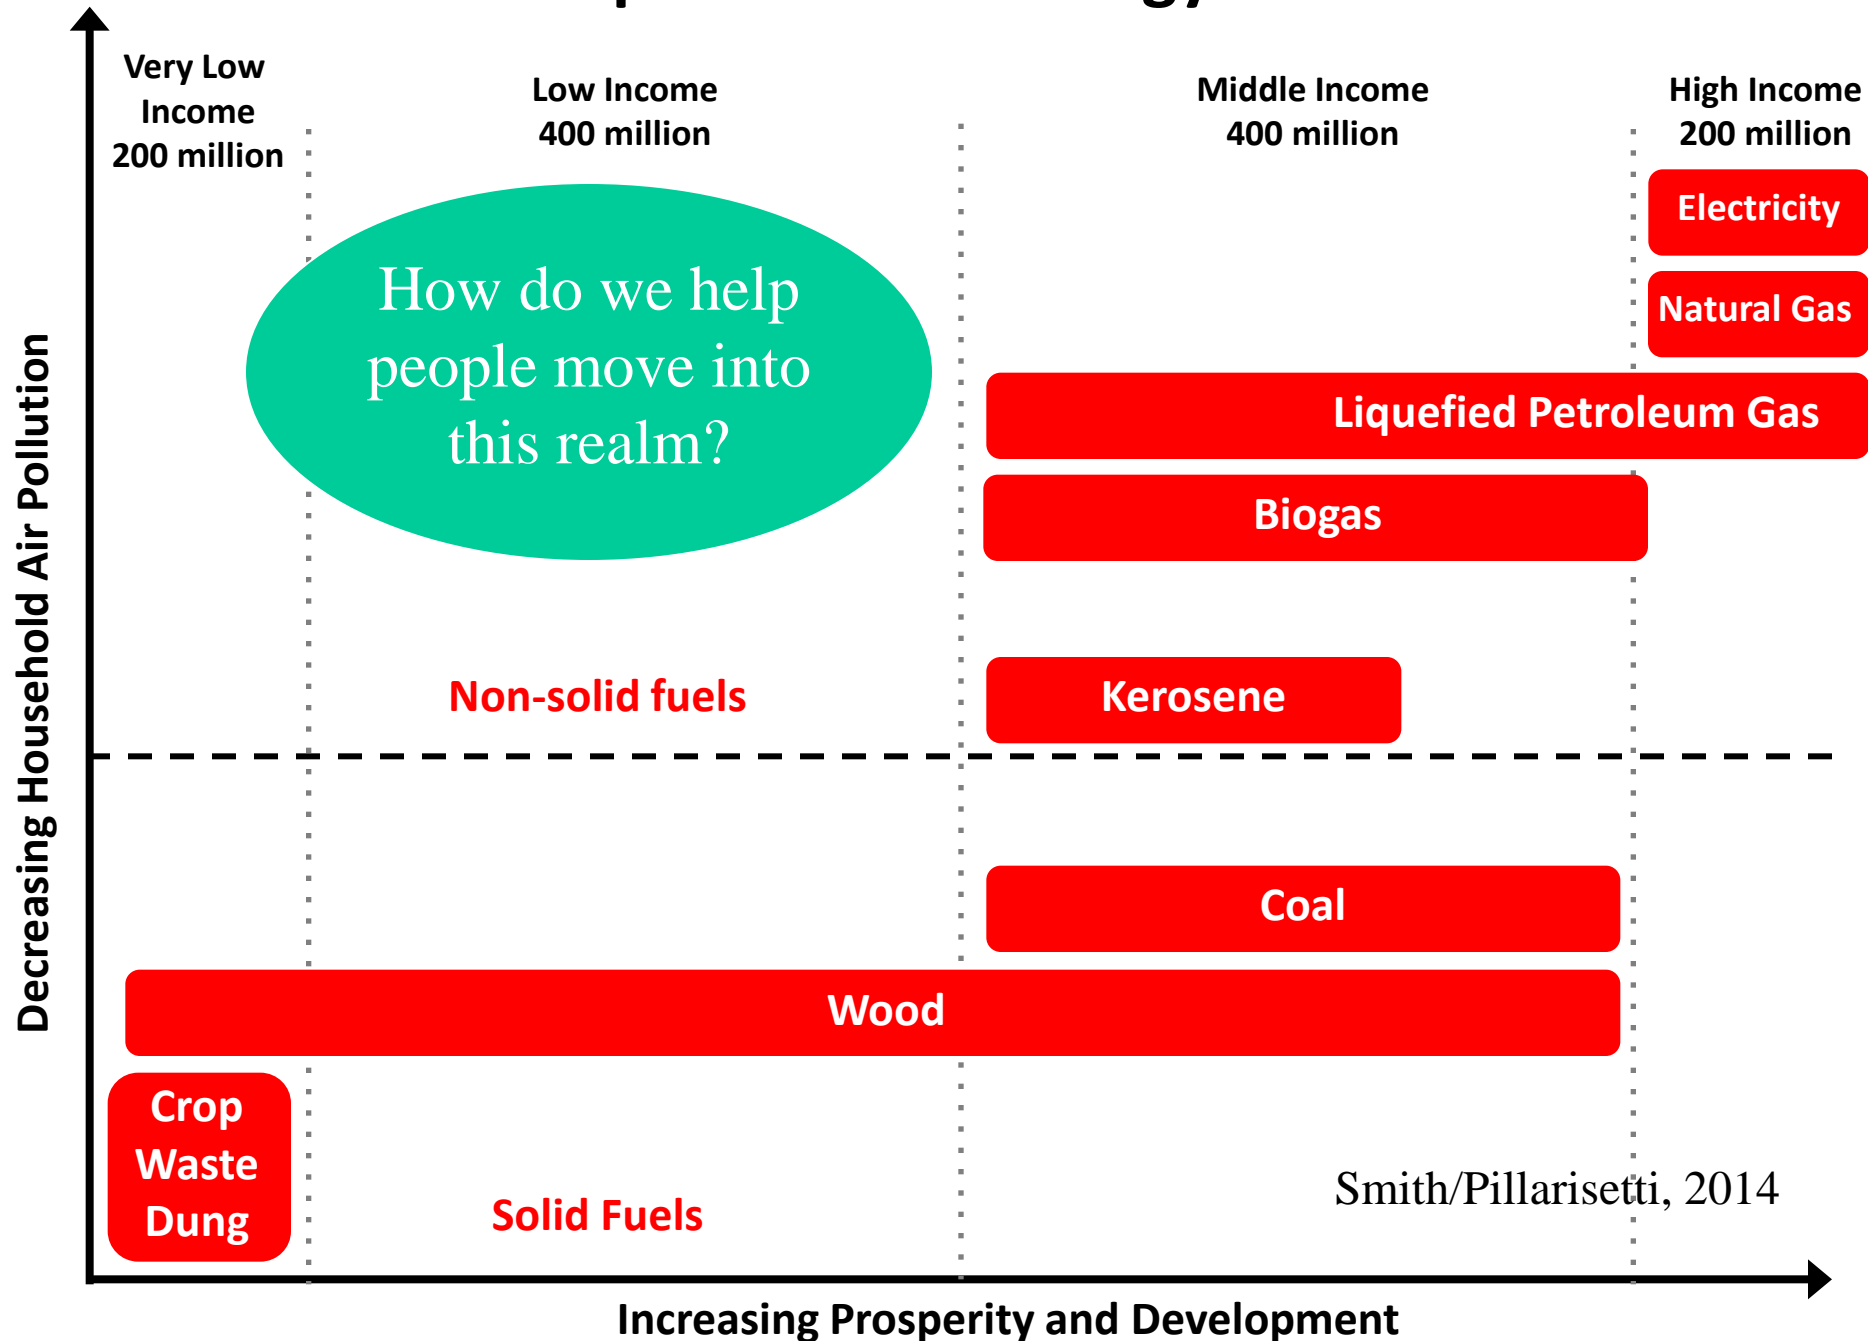 Very Low
Income
200 million
Low Income
400 million
Middle Income
400 million
High Income
200 million
Electricity
Natural Gas
How do we help
people move into
this realm?
Liquefied Petroleum Gas
Biogas
Non-solid fuels
Kerosene
Decreasing Household Air Pollution
Coal
Wood
Crop
Waste
Dung
Solid Fuels
Smith/Pillarisetti, 2014
Increasing Prosperity and Development